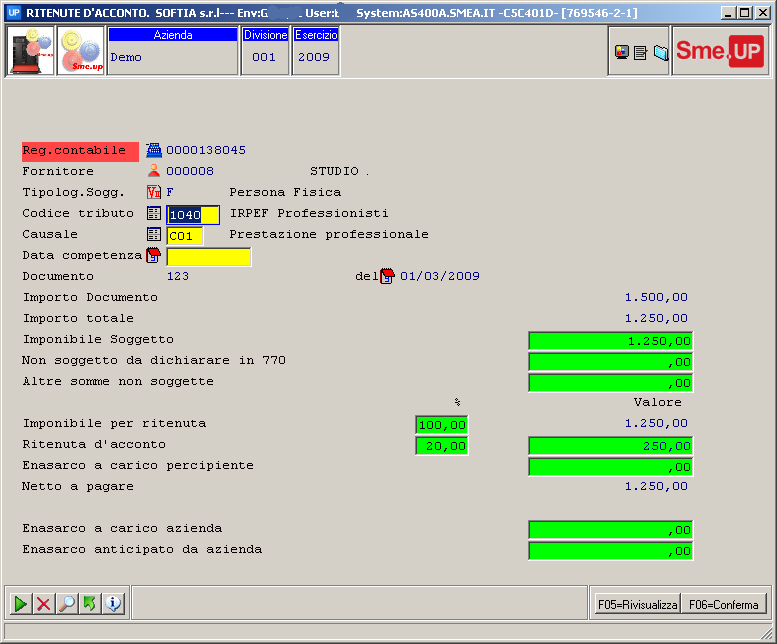 UP RITENUTE D'ACCONTO. SOFTIA s.r.l--- Env:G . User:t System:AS400A.SMEA.IT -C5C401D- [769546-2-1]
Sme.up
Azienda Divisione Esercizio
Demo 001 2009
Sme.UP
Reg.contabile 0000138045
Fornitore 000008 STUDIO .
Tipolog.Sogg. F Persona Fisica
Codice tributo 1040 IRPEF Professionisti
Causale C01 Prestazione professionale
Data competenza
Documento 123 del 01/03/2009
Importo Documento 1.500,00
Importo totale 1.250,00
Imponibile Soggetto 1.250,00
Non soggetto da dichiarare in 770 ,00
Altre somme non soggette ,00
% Valore
Imponibile per ritenuta 100,00 1.250,00
Ritenuta d'acconto 20,00 250,00
Enasarco a carico percipiente ,00
Netto a pagare 1.250,00
Enasarco a carico azienda ,00
Enasarco anticipato da azienda ,00
F05=Rivisualizza F06=Conferma